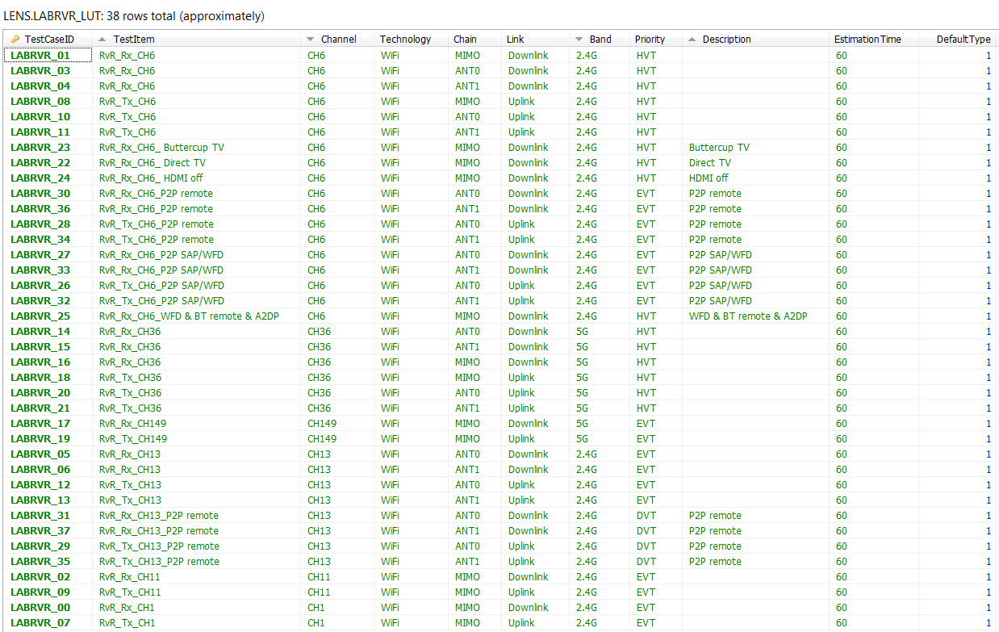 LENS.LABRVR_LUT: 38 rows total (approximately)
TestCaseID TestItem Channel Technology Chain Link Band Priority Description EstimationTime DefaultType
LABRVR_01 RvR_Rx_CH6 CH6 WiFi MIMO Downlink 2.4G HVT 60 1
LABRVR_03 RvR_Rx_CH6 CH6 WiFi ANT0 Downlink 2.4G HVT 60 1
LABRVR_04 RvR_Rx_CH6 CH6 WiFi ANT1 Downlink 2.4G HVT 60 1
LABRVR_08 RvR_Tx_CH6 CH6 WiFi MIMO Uplink 2.4G HVT 60 1
LABRVR_10 RvR_Tx_CH6 CH6 WiFi ANT0 Uplink 2.4G HVT 60 1
LABRVR_11 RvR_Tx_CH6 CH6 WiFi ANT1 Uplink 2.4G HVT 60 1
LABRVR_23 RvR_Rx_CH6_ Buttercup TV CH6 WiFi MIMO Downlink 2.4G HVT Buttercup TV 60 1
LABRVR_22 RvR_Rx_CH6_ Direct TV CH6 WiFi MIMO Downlink 2.4G HVT Direct TV 60 1
LABRVR_24 RvR_Rx_CH6_ HDMI off CH6 WiFi MIMO Downlink 2.4G HVT HDMI off 60 1
LABRVR_30 RvR_Rx_CH6_P2P remote CH6 WiFi ANT0 Downlink 2.4G EVT P2P remote 60 1
LABRVR_36 RvR_Rx_CH6_P2P remote CH6 WiFi ANT1 Downlink 2.4G EVT P2P remote 60 1
LABRVR_28 RvR_Tx_CH6_P2P remote CH6 WiFi ANT0 Uplink 2.4G EVT P2P remote 60 1
LABRVR_34 RvR_Tx_CH6_P2P remote CH6 WiFi ANT1 Uplink 2.4G EVT P2P remote 60 1
LABRVR_27 RvR_Rx_CH6_P2P SAP/WFD CH6 WiFi ANT0 Downlink 2.4G EVT P2P SAP/WFD 60 1
LABRVR_33 RvR_Rx_CH6_P2P SAP/WFD CH6 WiFi ANT1 Downlink 2.4G EVT P2P SAP/WFD 60 1
LABRVR_26 RvR_Tx_CH6_P2P SAP/WFD CH6 WiFi ANT0 Uplink 2.4G EVT P2P SAP/WFD 60 1
LABRVR_32 RvR_Tx_CH6_P2P SAP/WFD CH6 WiFi ANT1 Uplink 2.4G EVT P2P SAP/WFD 60 1
LABRVR_25 RvR_Rx_CH6_WFD & BT remote & A2DP CH6 WiFi MIMO Downlink 2.4G HVT WFD & BT remote & A2DP 60 1
LABRVR_14 RvR_Rx_CH36 CH36 WiFi ANT0 Downlink 5G HVT 60 1
LABRVR_15 RvR_Rx_CH36 CH36 WiFi ANT1 Downlink 5G HVT 60 1
LABRVR_16 RvR_Rx_CH36 CH36 WiFi MIMO Downlink 5G HVT 60 1
LABRVR_18 RvR_Tx_CH36 CH36 WiFi MIMO Uplink 5G HVT 60 1
LABRVR_20 RvR_Tx_CH36 CH36 WiFi ANT0 Uplink 5G HVT 60 1
LABRVR_21 RvR_Tx_CH36 CH36 WiFi ANT1 Uplink 5G HVT 60 1
LABRVR_17 RvR_Rx_CH149 CH149 WiFi MIMO Downlink 5G EVT 60 1
LABRVR_19 RvR_Tx_CH149 CH149 WiFi MIMO Uplink 5G EVT 60 1
LABRVR_05 RvR_Rx_CH13 CH13 WiFi ANT0 Downlink 2.4G EVT 60 1
LABRVR_06 RvR_Rx_CH13 CH13 WiFi ANT1 Downlink 2.4G EVT 60 1
LABRVR_12 RvR_Tx_CH13 CH13 WiFi ANT0 Uplink 2.4G EVT 60 1
LABRVR_13 RvR_Tx_CH13 CH13 WiFi ANT1 Uplink 2.4G EVT 60 1
LABRVR_31 RvR_Rx_CH13_P2P remote CH13 WiFi ANT0 Downlink 2.4G DVT P2P remote 60 1
LABRVR_37 RvR_Rx_CH13_P2P remote CH13 WiFi ANT1 Downlink 2.4G DVT P2P remote 60 1
LABRVR_29 RvR_Tx_CH13_P2P remote CH13 WiFi ANT0 Uplink 2.4G DVT P2P remote 60 1
LABRVR_35 RvR_Tx_CH13_P2P remote CH13 WiFi ANT1 Uplink 2.4G DVT P2P remote 60 1
LABRVR_02 RvR_Rx_CH11 CH11 WiFi MIMO Downlink 2.4G EVT 60 1
LABRVR_09 RvR_Tx_CH11 CH11 WiFi MIMO Uplink 2.4G EVT 60 1
LABRVR_00 RvR_Rx_CH1 CH1 WiFi MIMO Downlink 2.4G EVT 60 1
LABRVR_07 RvR_Tx_CH1 CH1 WiFi MIMO Uplink 2.4G EVT 60 1